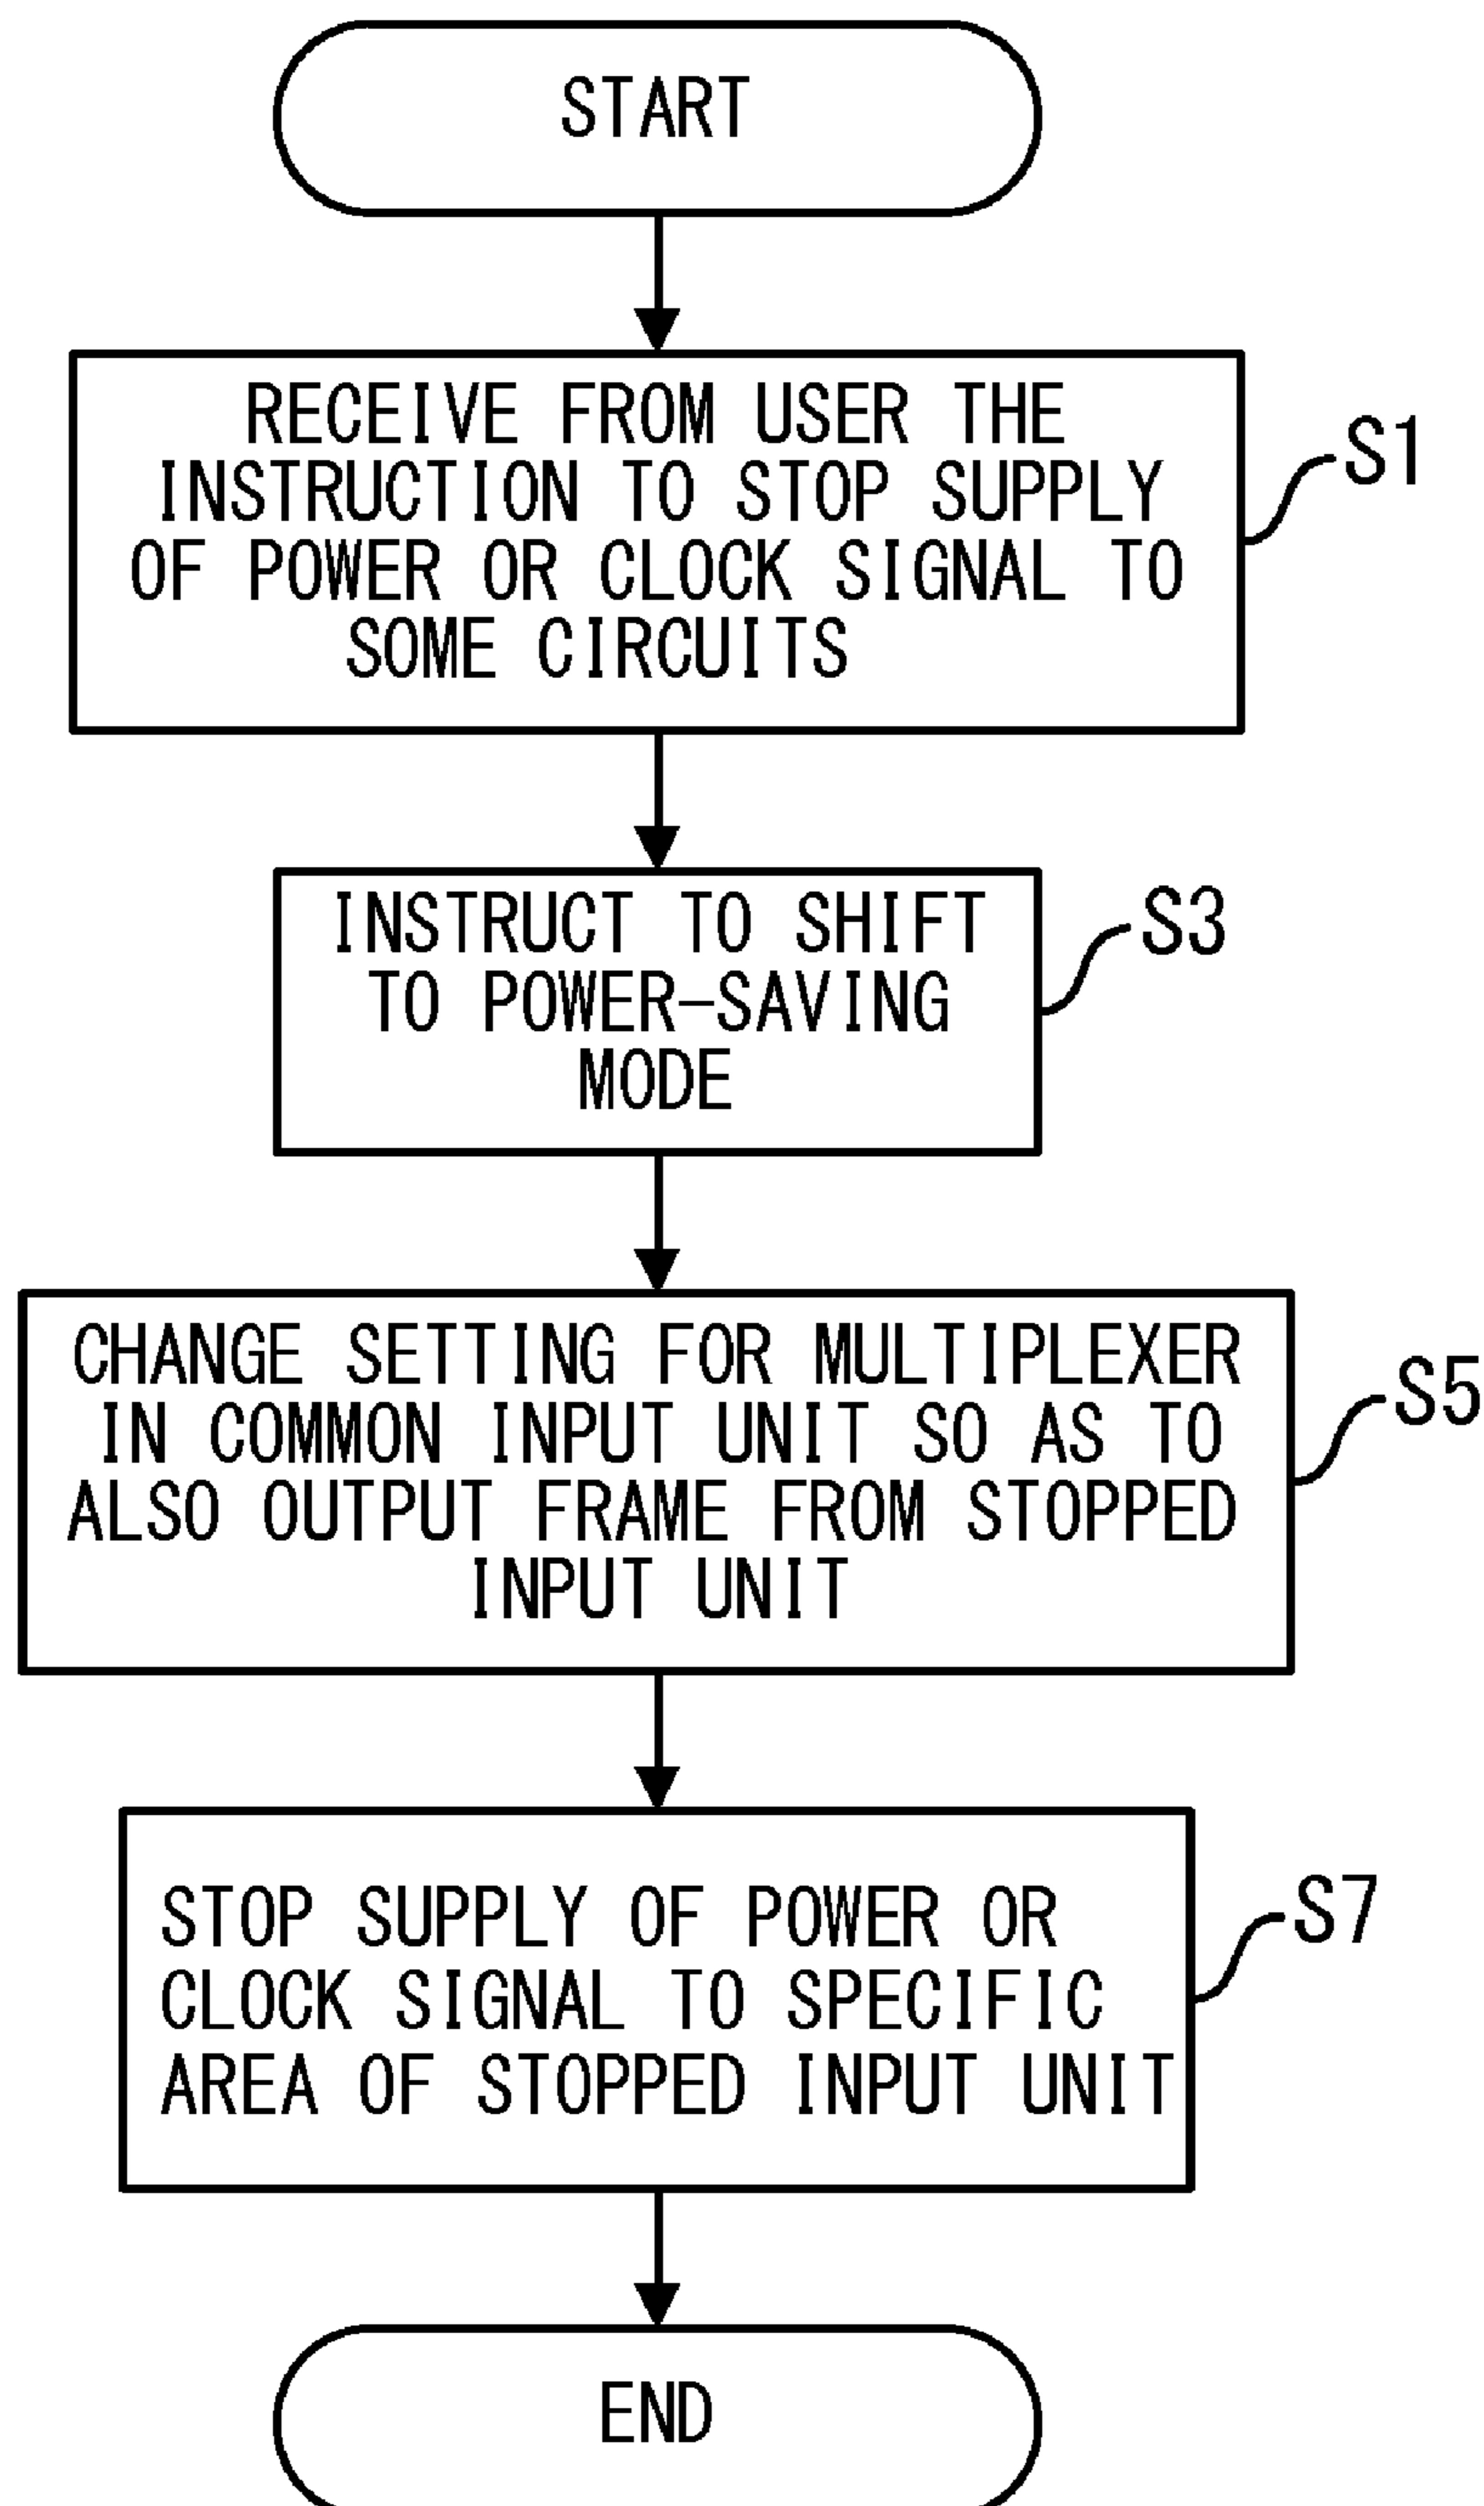 START
RECEIVE FROM USER THE
INSTRUCTION TO STOP SUPPLY
OF POWER OR CLOCK SIGNAL TO
SOME CIRCUITS
S1
INSTRUCT TO SHIFT
TO POWER-SAVING
MODE
S3
CHANGE SETTING FOR MULTIPLEXER
IN COMMON INPUT UNIT SO AS TO
ALSO OUTPUT FRAME FROM STOPPED
INPUT UNIT
S5
STOP SUPPLY OF POWER OR
CLOCK SIGNAL TO SPECIFIC
AREA OF STOPPED INPUT UNIT
S7
END